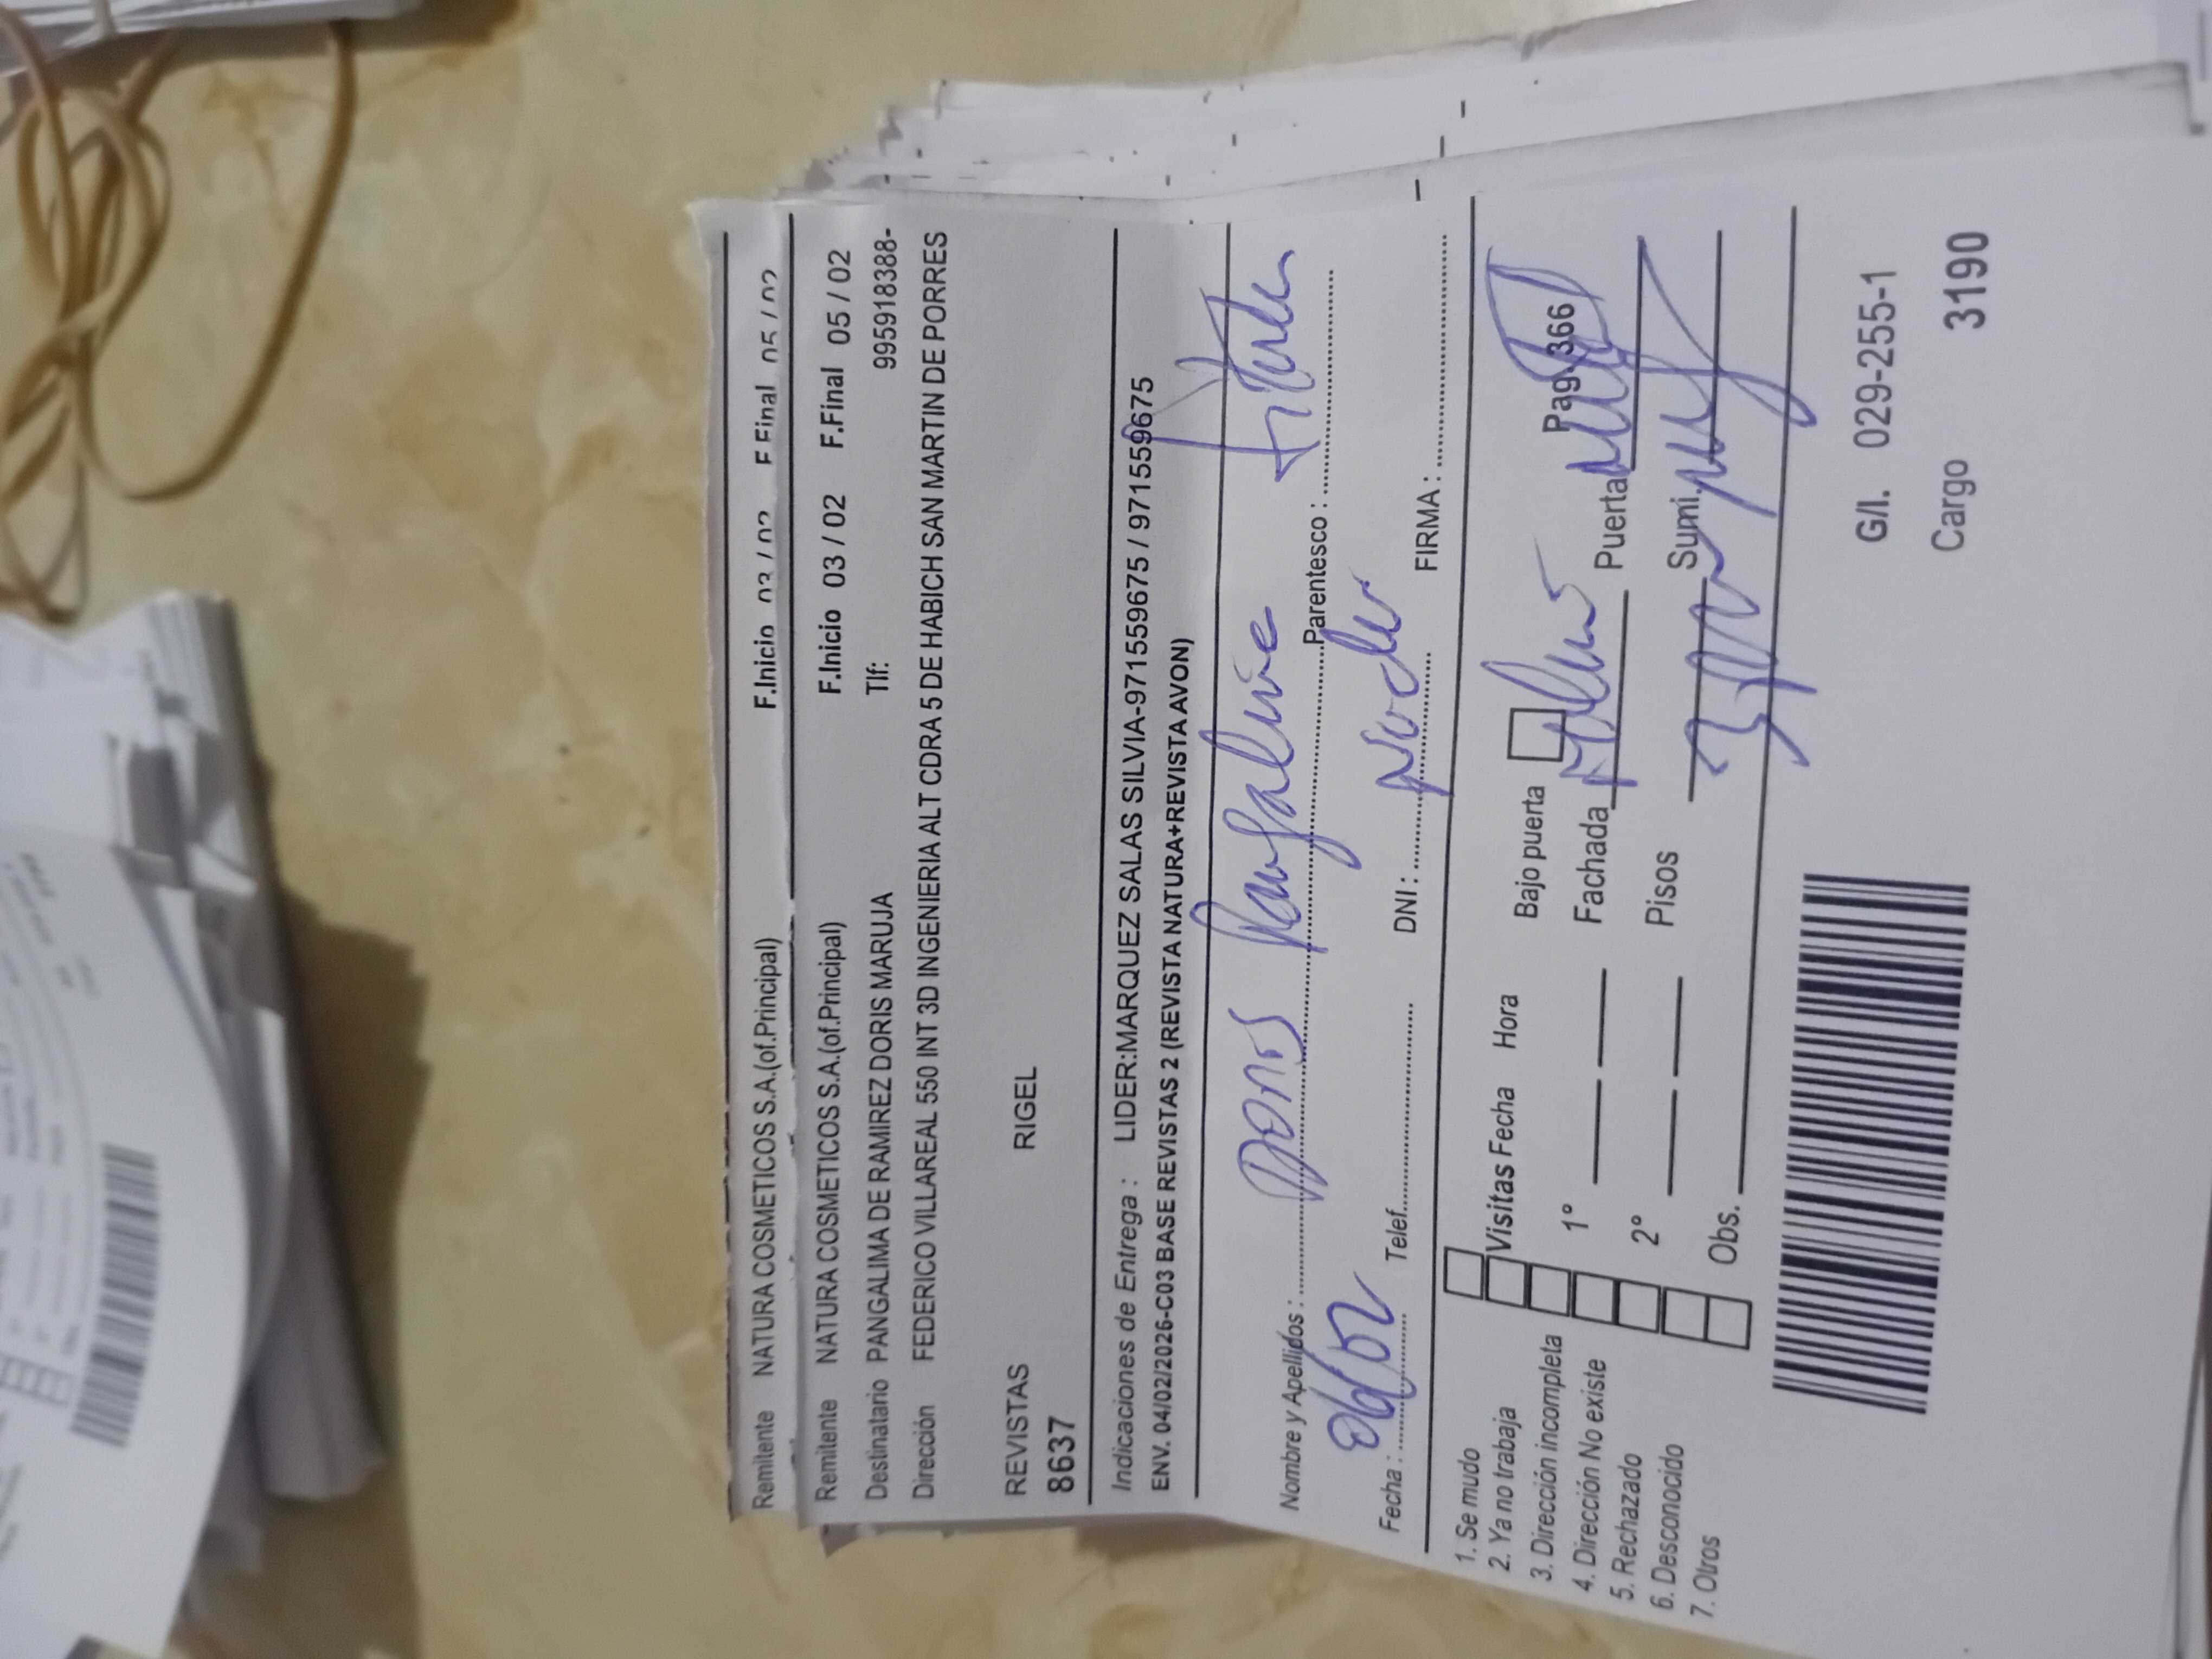 Remitente NATURA COSMETICOS S.A.(of.Principal) F.Inicio 03 / 02 F Final 05 / 02
Remitente NATURA COSMETICOS S.A.(of.Principal) F.Inicio 03 / 02 F.Final 05 / 02
Destinatario PANGALIMA DE RAMIREZ DORIS MARUJA Tlf: 995918388-
Dirección FEDERICO VILLAREAL 550 INT 3D INGENIERIA ALT CDRA 5 DE HABICH SAN MARTIN DE PORRES
REVISTAS RIGEL
8637
Indicaciones de Entrega : LIDER:MARQUEZ SALAS SILVIA-971559675 / 971559675
ENV. 04/02/2026-C03 BASE REVISTAS 2 (REVISTA NATURA+REVISTA AVON)
Nombre y Apellidos : Doris Pangalima Parentesco : Titular
Fecha : 04/02 Telef. DNI : FIRMA :
1. Se mudo
2. Ya no trabaja
3. Dirección incompleta
4. Dirección No existe
5. Rechazado
6. Desconocido
7. Otros
Visitas Fecha Hora Bajo puerta Pag. 366
1° Fachada Puerta
2° Pisos Sumi.
Obs.
G/I. 029-255-1
Cargo 3190